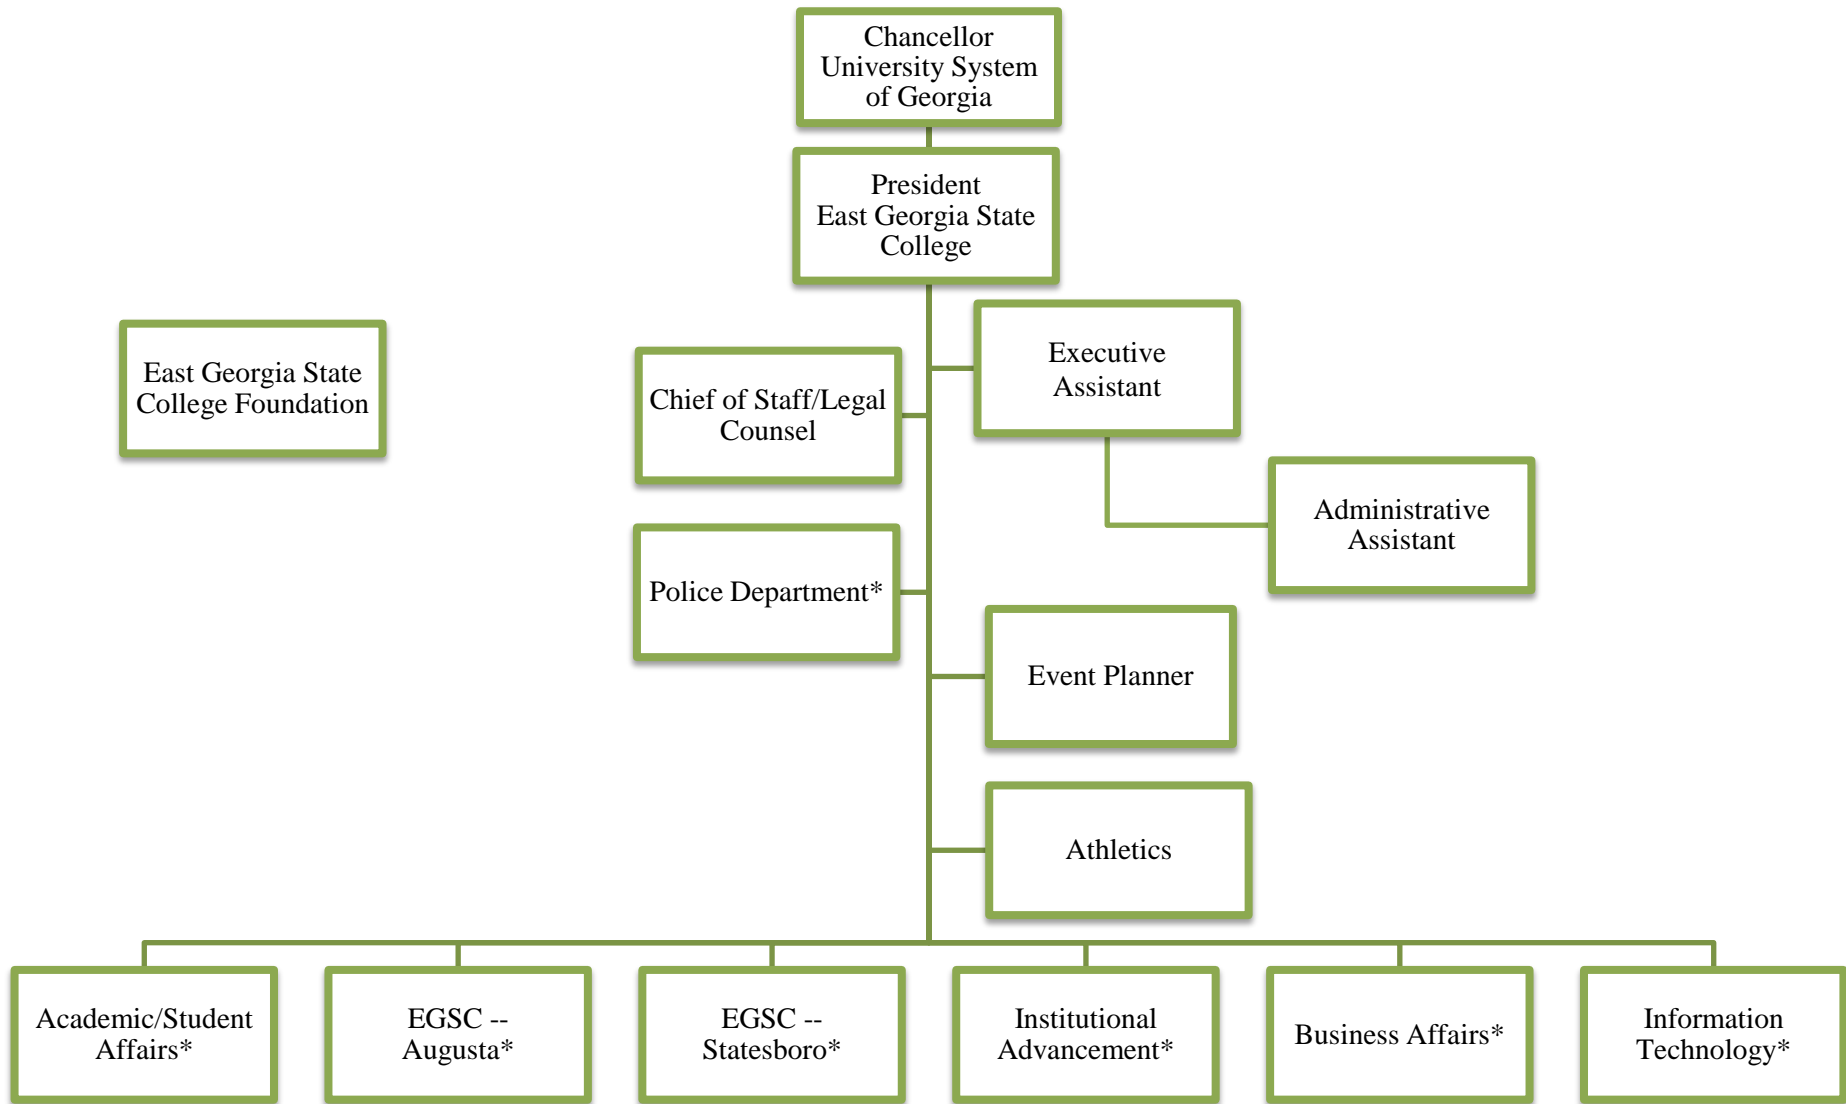 Chancellor
University System
of Georgia
President
East Georgia State
College
East Georgia State
College Foundation
Chief of Staff/Legal
Counsel
Executive
Assistant
Administrative
Assistant
Police Department*
Event Planner
Athletics
Academic/Student
Affairs*
EGSC --
Augusta*
EGSC --
Statesboro*
Institutional
Advancement*
Business Affairs*
Information
Technology*